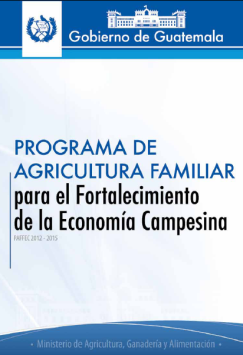 Gobierno de Guatemala
PROGRAMA DE
AGRICULTURA FAMILIAR
para el Fortalecimiento
de la Economía Campesina
PAFFEC 2012 - 2015
• Ministerio de Agricultura, Ganadería y Alimentación •